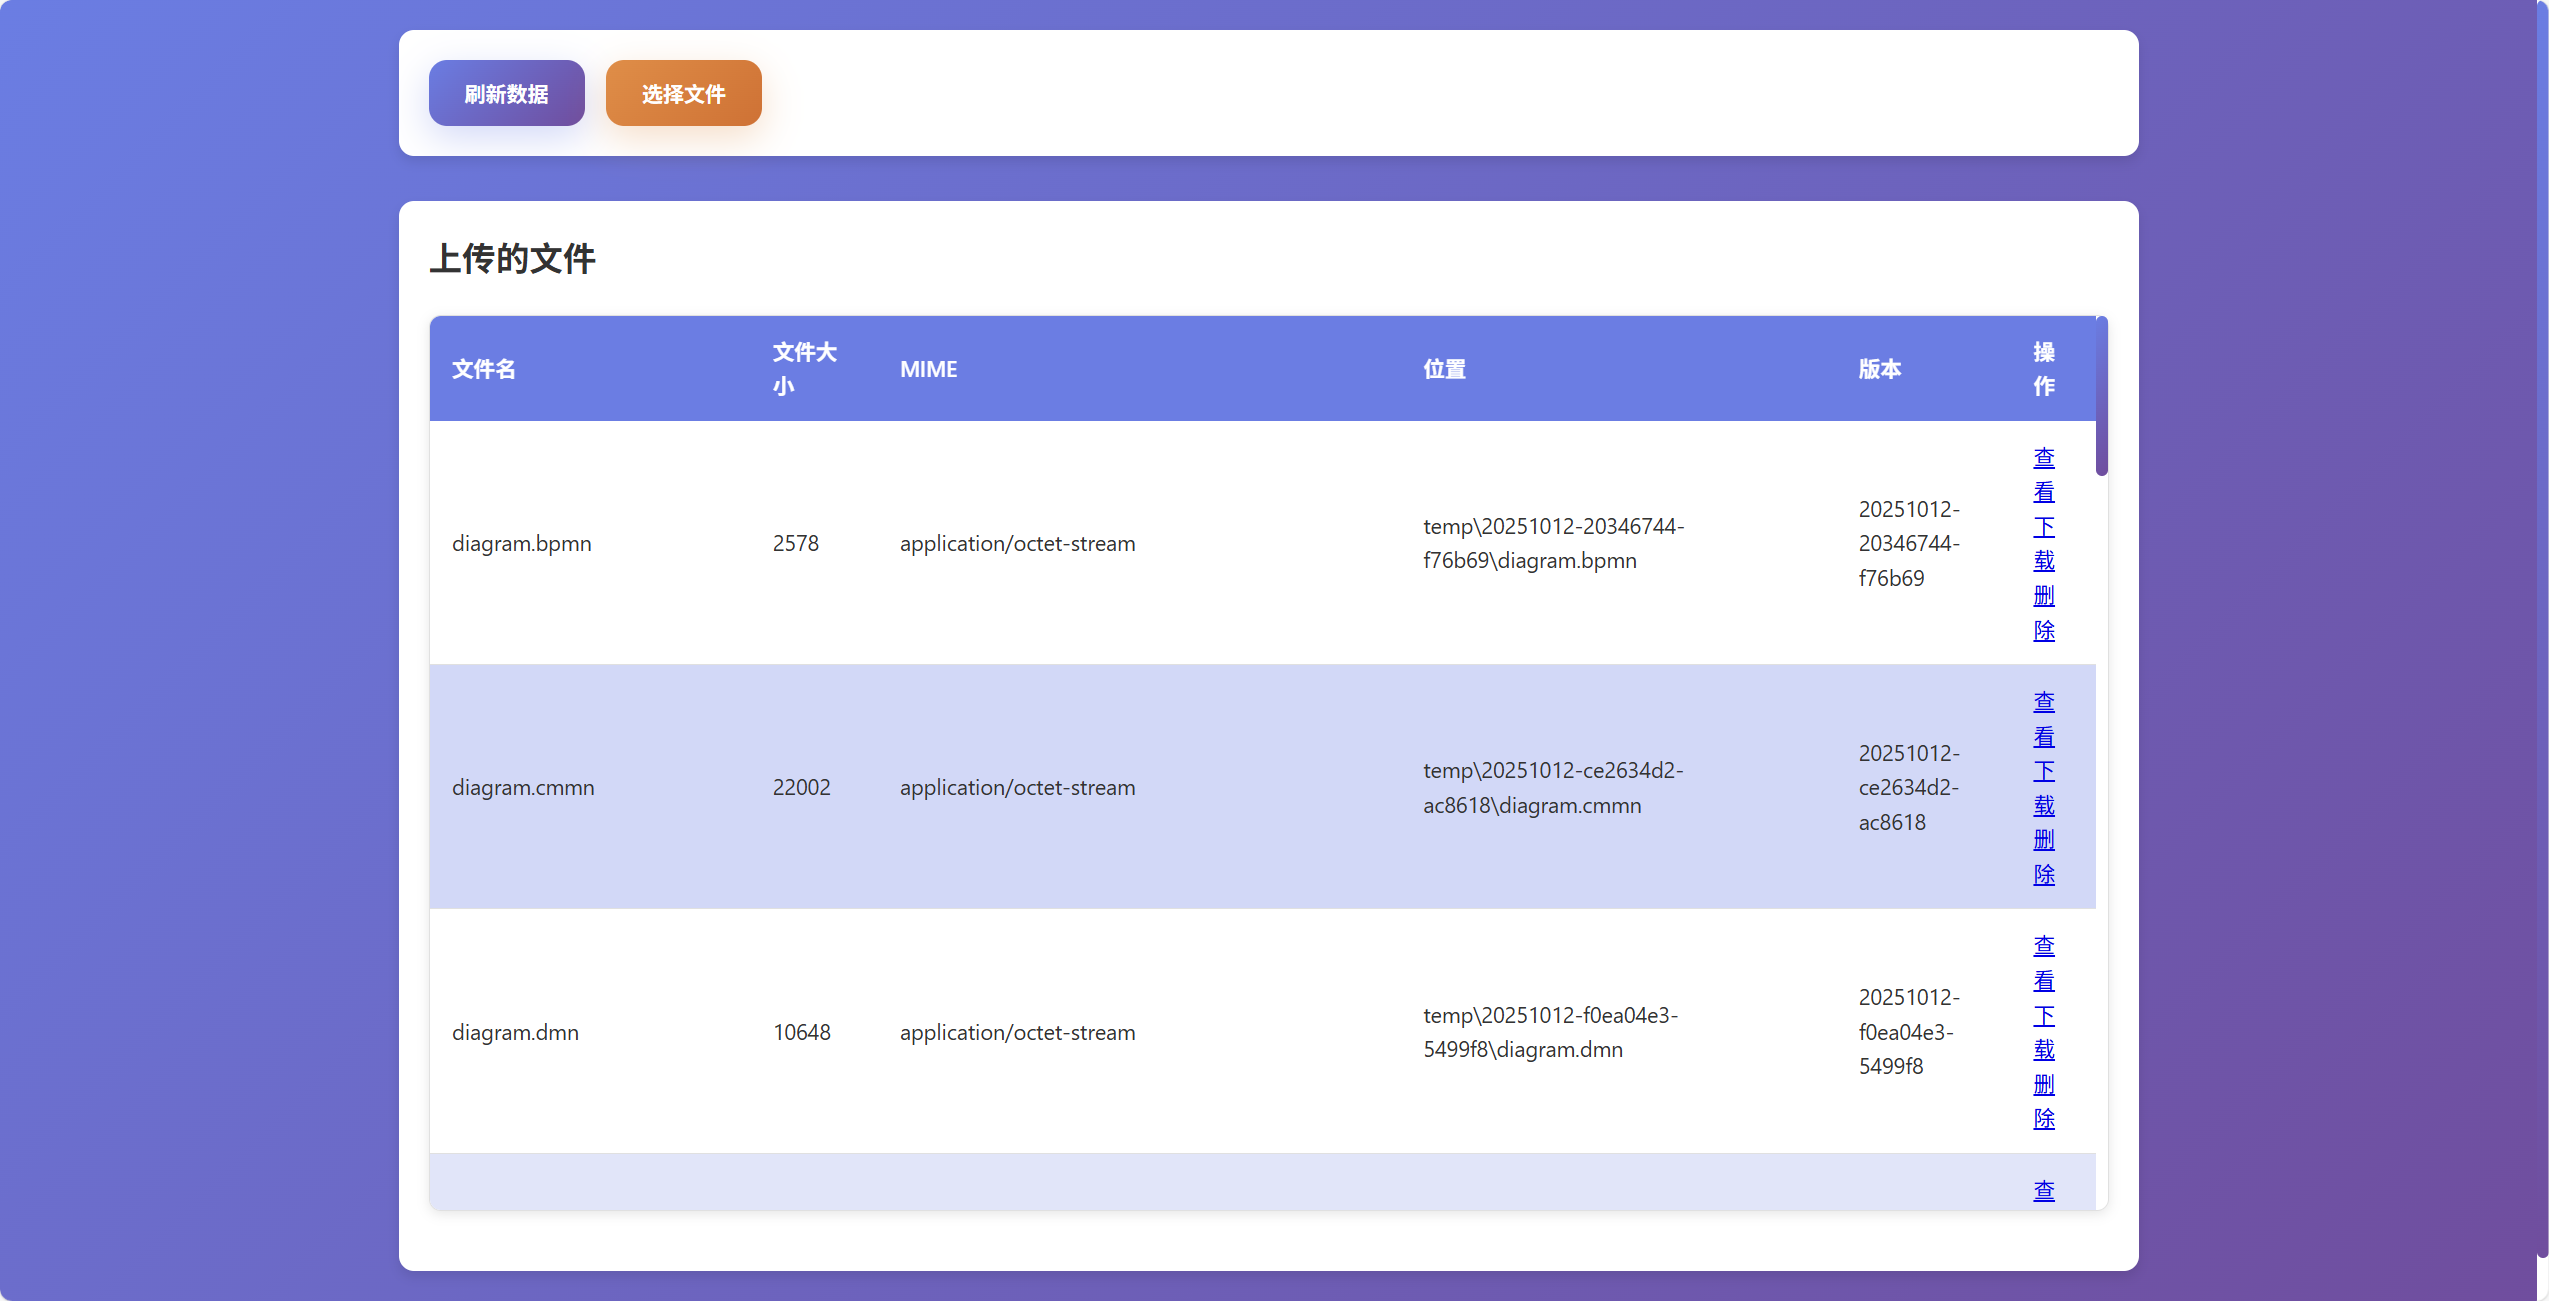 刷新数据 选择文件
上传的文件
文件名 文件大 MIME 位置 版本 操
小 作
查
看
20251012-
temp\20251012-20346744-
下
diagram.bpmn 2578 application/octet-stream 20346744-
f76b69\diagram.bpmn
载
f76b69
删
除
查
看
20251012-
temp\20251012-ce2634d2-
下
diagram.cmmn 22002 application/octet-stream ce2634d2-
ac8618\diagram.cmmn
载
ac8618
删
除
查
看
20251012-
temp\20251012-f0ea04e3-
下
diagram.dmn 10648 application/octet-stream f0ea04e3-
5499f8\diagram.dmn
载
5499f8
删
除
查